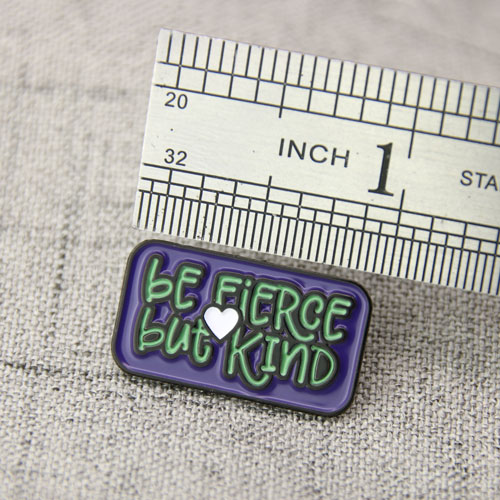 20
INCH 1
STA
32
bE FiERCE
but KIND